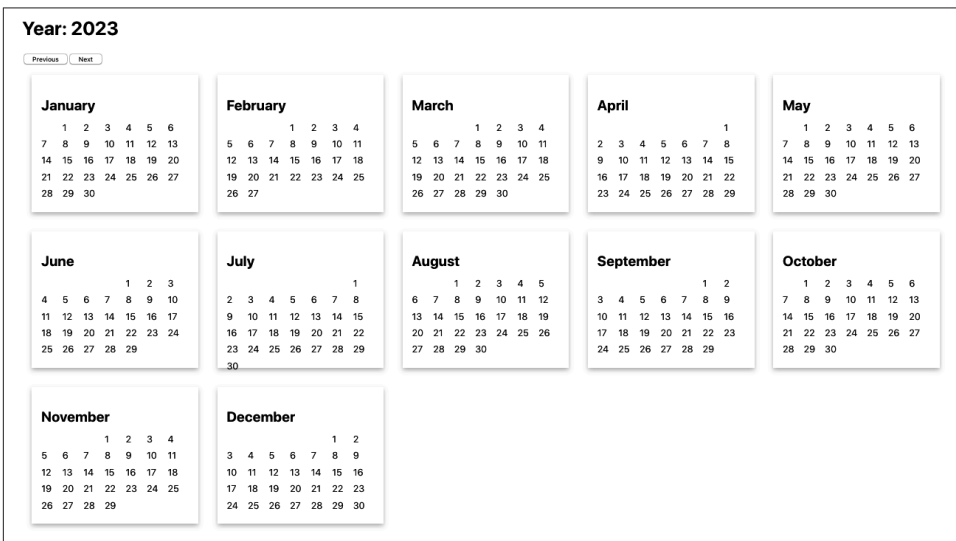 Year: 2023
Previous Next
January February March April May
1 2 3 4 5 6 1 2 3 4 1 2 3 4 1 1 2 3 4 5 6
7 8 9 10 11 12 13 5 6 7 8 9 10 11 5 6 7 8 9 10 11 2 3 4 5 6 7 8 7 8 9 10 11 12 13
14 15 16 17 18 19 20 12 13 14 15 16 17 18 12 13 14 15 16 17 18 9 10 11 12 13 14 15 14 15 16 17 18 19 20
21 22 23 24 25 26 27 19 20 21 22 23 24 25 19 20 21 22 23 24 25 16 17 18 19 20 21 22 21 22 23 24 25 26 27
28 29 30 26 27 26 27 28 29 30 23 24 25 26 27 28 29 28 29 30
June July August September October
1 2 3 1 1 2 3 4 5 1 2 1 2 3 4 5 6
4 5 6 7 8 9 10 2 3 4 5 6 7 8 6 7 8 9 10 11 12 3 4 5 6 7 8 9 7 8 9 10 11 12 13
11 12 13 14 15 16 17 9 10 11 12 13 14 15 13 14 15 16 17 18 19 10 11 12 13 14 15 16 14 15 16 17 18 19 20
18 19 20 21 22 23 24 16 17 18 19 20 21 22 20 21 22 23 24 25 26 17 18 19 20 21 22 23 21 22 23 24 25 26 27
25 26 27 28 29 23 24 25 26 27 28 29 27 28 29 30 24 25 26 27 28 29 28 29 30
30
November December
1 2 3 4 1 2
5 6 7 8 9 10 11 3 4 5 6 7 8 9
12 13 14 15 16 17 18 10 11 12 13 14 15 16
19 20 21 22 23 24 25 17 18 19 20 21 22 23
26 27 28 29 24 25 26 27 28 29 30